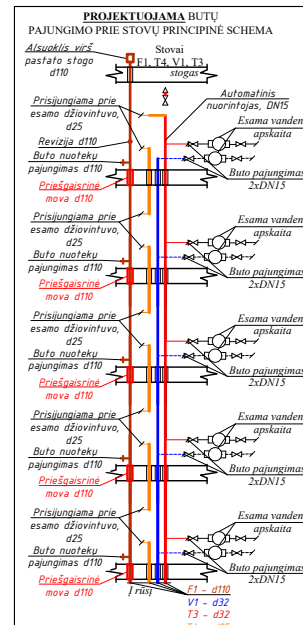 PROJEKTUOJAMA BUTŲ
PAJUNGIMO PRIE STOVŲ PRINCIPINĖ SCHEMA
Alsuoklis virš
pastato stogo
d110
Stovai
F1, T4, V1, T3
stogas
Automatinis
nuorintojas, DN15
Prisijungiama prie
esamo džiovintuvo,
d25
Revizija d110
Buto nuotekų
pajungimas d110
Priešgaisrinė
mova d110
Esama vanden
apskaita
Buto pajungimas
2xDN15
Prisijungiama prie
esamo džiovintuvo,
d25
Buto nuotekų
pajungimas d110
Priešgaisrinė
mova d110
Esama vanden
apskaita
Buto pajungimas
2xDN15
Prisijungiama prie
esamo džiovintuvo,
d25
Buto nuotekų
pajungimas d110
Priešgaisrinė
mova d110
Esama vanden
apskaita
Buto pajungimas
2xDN15
Prisijungiama prie
esamo džiovintuvo,
d25
Buto nuotekų
pajungimas d110
Priešgaisrinė
mova d110
Esama vanden
apskaita
Buto pajungimas
2xDN15
Prisijungiama prie
esamo džiovintuvo,
d25
Buto nuotekų
pajungimas d110
Priešgaisrinė
mova d110
Esama vanden
apskaita
Buto pajungimas
2xDN15
Į rūsį
F1 - d110
V1 - d32
T3 - d32